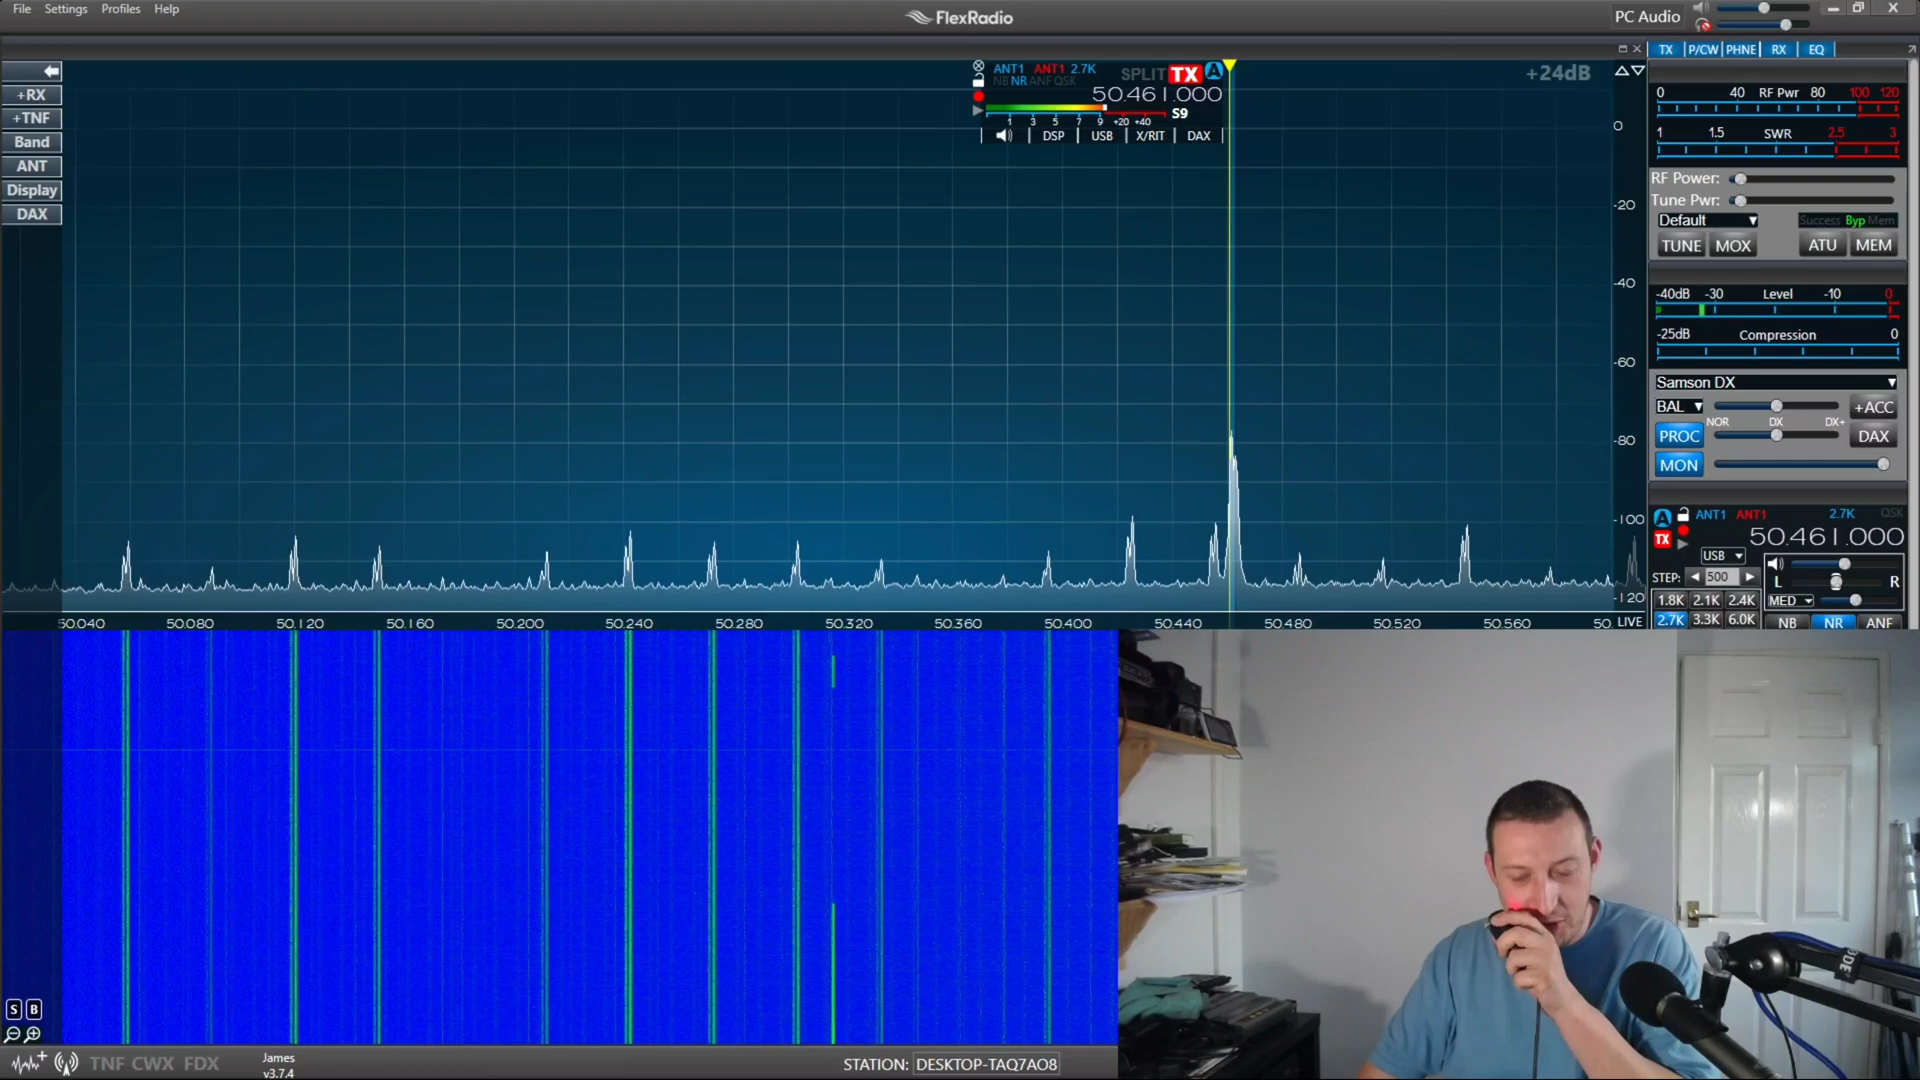 File Settings Profiles Help
FlexRadio
PC Audio
+RX
+TNF
Band
ANT
Display
DAX
ANT1 ANT1 2.7K SPLIT TX A
NB NR ANF QSK
50.461.000
S9
1 3 5 7 9 +20 +40
DSP USB X/RIT DAX
+24dB
0
-20
-40
-60
-80
-100
-120
50.040 50.080 50.120 50.160 50.200 50.240 50.280 50.320 50.360 50.400 50.440 50.480 50.520 50.560 50. LIVE
TX P/CW PHNE RX EQ
0 40 RF Pwr 80 100 120
1 1.5 SWR 2.5 3
RF Power:
Tune Pwr:
Default
Success Byp Mem
TUNE MOX ATU MEM
-40dB -30 Level -10 0
-25dB Compression 0
Samson DX
BAL +ACC
NOR DX DX+
PROC DAX
MON
A ANT1 ANT1 2.7K QSK
TX 50.461.000
USB
STEP: 500 L R
1.8K 2.1K 2.4K MED
2.7K 3.3K 6.0K NB NR ANF
S B
TNF CWX FDX
James
v3.7.4
STATION: DESKTOP-TAQ7AO8